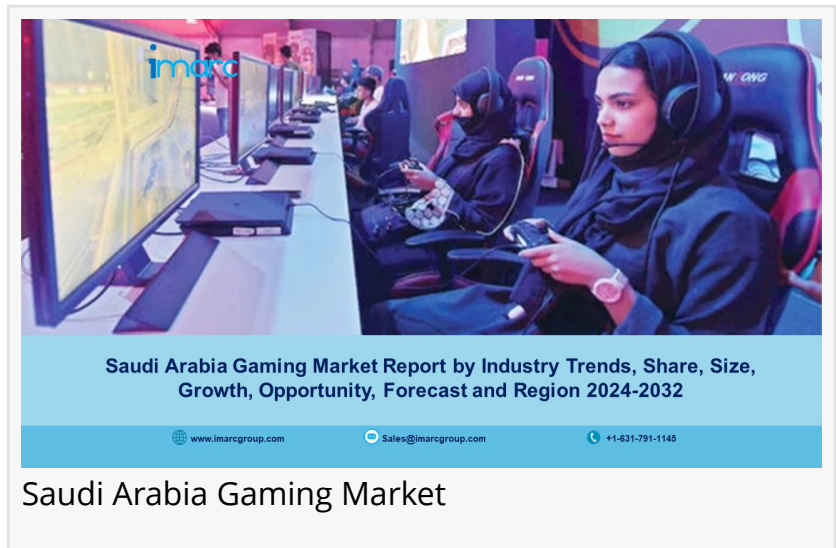 imarc
Saudi Arabia Gaming Market Report by Industry Trends, Share, Size,
Growth, Opportunity, Forecast and Region 2024-2032
www.imarcgroup.com
Sales@imarcgroup.com
+1-631-791-1145
Saudi Arabia Gaming Market